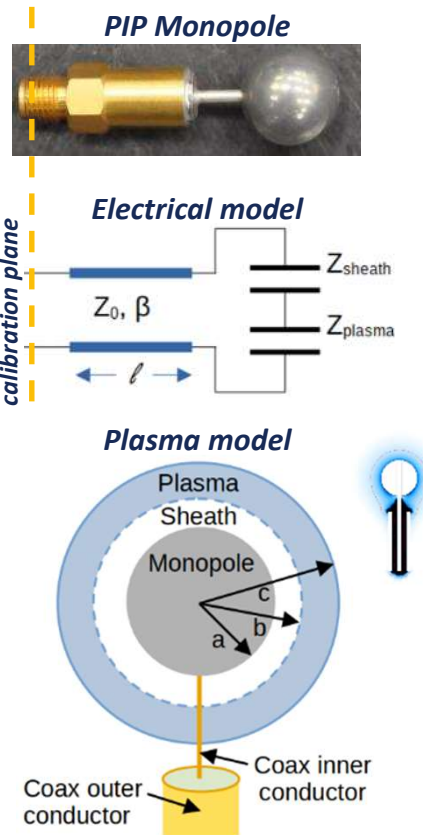 PIP Monopole
calibration plane
Electrical model
Zsheath
Z0, β
Zplasma
ℓ
Plasma model
Plasma
Sheath
Monopole
c
b
a
Coax inner
conductor
Coax outer
conductor